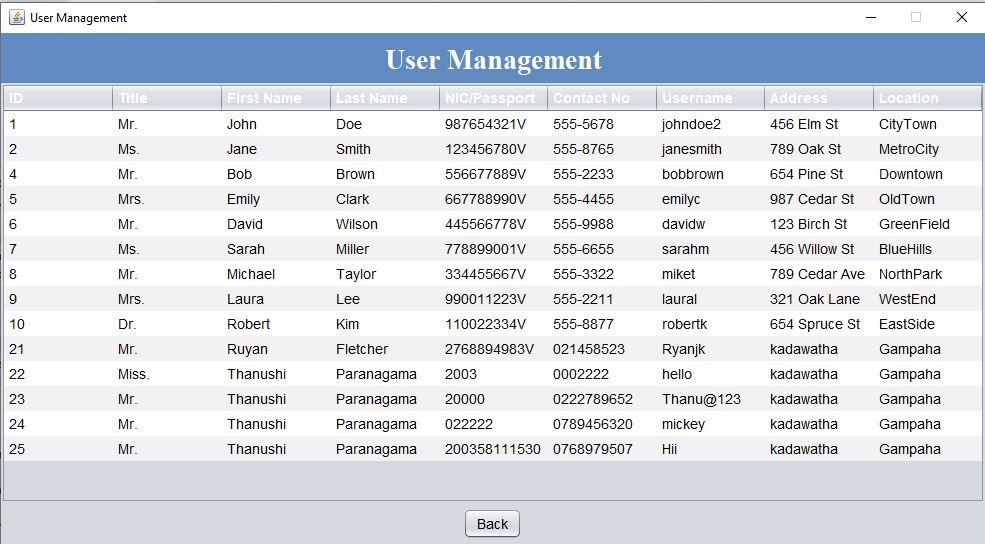 User Management
User Management
ID Title First Name Last Name NIC/Passport Contact No Username Address Location
1 Mr. John Doe 987654321V 555-5678 johndoe2 456 Elm St CityTown
2 Ms. Jane Smith 123456780V 555-8765 janesmith 789 Oak St MetroCity
4 Mr. Bob Brown 556677889V 555-2233 bobbrown 654 Pine St Downtown
5 Mrs. Emily Clark 667788990V 555-4455 emilyc 987 Cedar St OldTown
6 Mr. David Wilson 445566778V 555-9988 davidw 123 Birch St GreenField
7 Ms. Sarah Miller 778899001V 555-6655 sarahm 456 Willow St BlueHills
8 Mr. Michael Taylor 334455667V 555-3322 miket 789 Cedar Ave NorthPark
9 Mrs. Laura Lee 990011223V 555-2211 laural 321 Oak Lane WestEnd
10 Dr. Robert Kim 110022334V 555-8877 robertk 654 Spruce St EastSide
21 Mr. Ruyan Fletcher 2768894983V 021458523 Ryanjk kadawatha Gampaha
22 Miss. Thanushi Paranagama 2003 0002222 hello kadawatha Gampaha
23 Mr. Thanushi Paranagama 20000 0222789652 Thanu@123 kadawatha Gampaha
24 Mr. Thanushi Paranagama 022222 0789456320 mickey kadawatha Gampaha
25 Mr. Thanushi Paranagama 200358111530 0768979507 Hii kadawatha Gampaha
Back